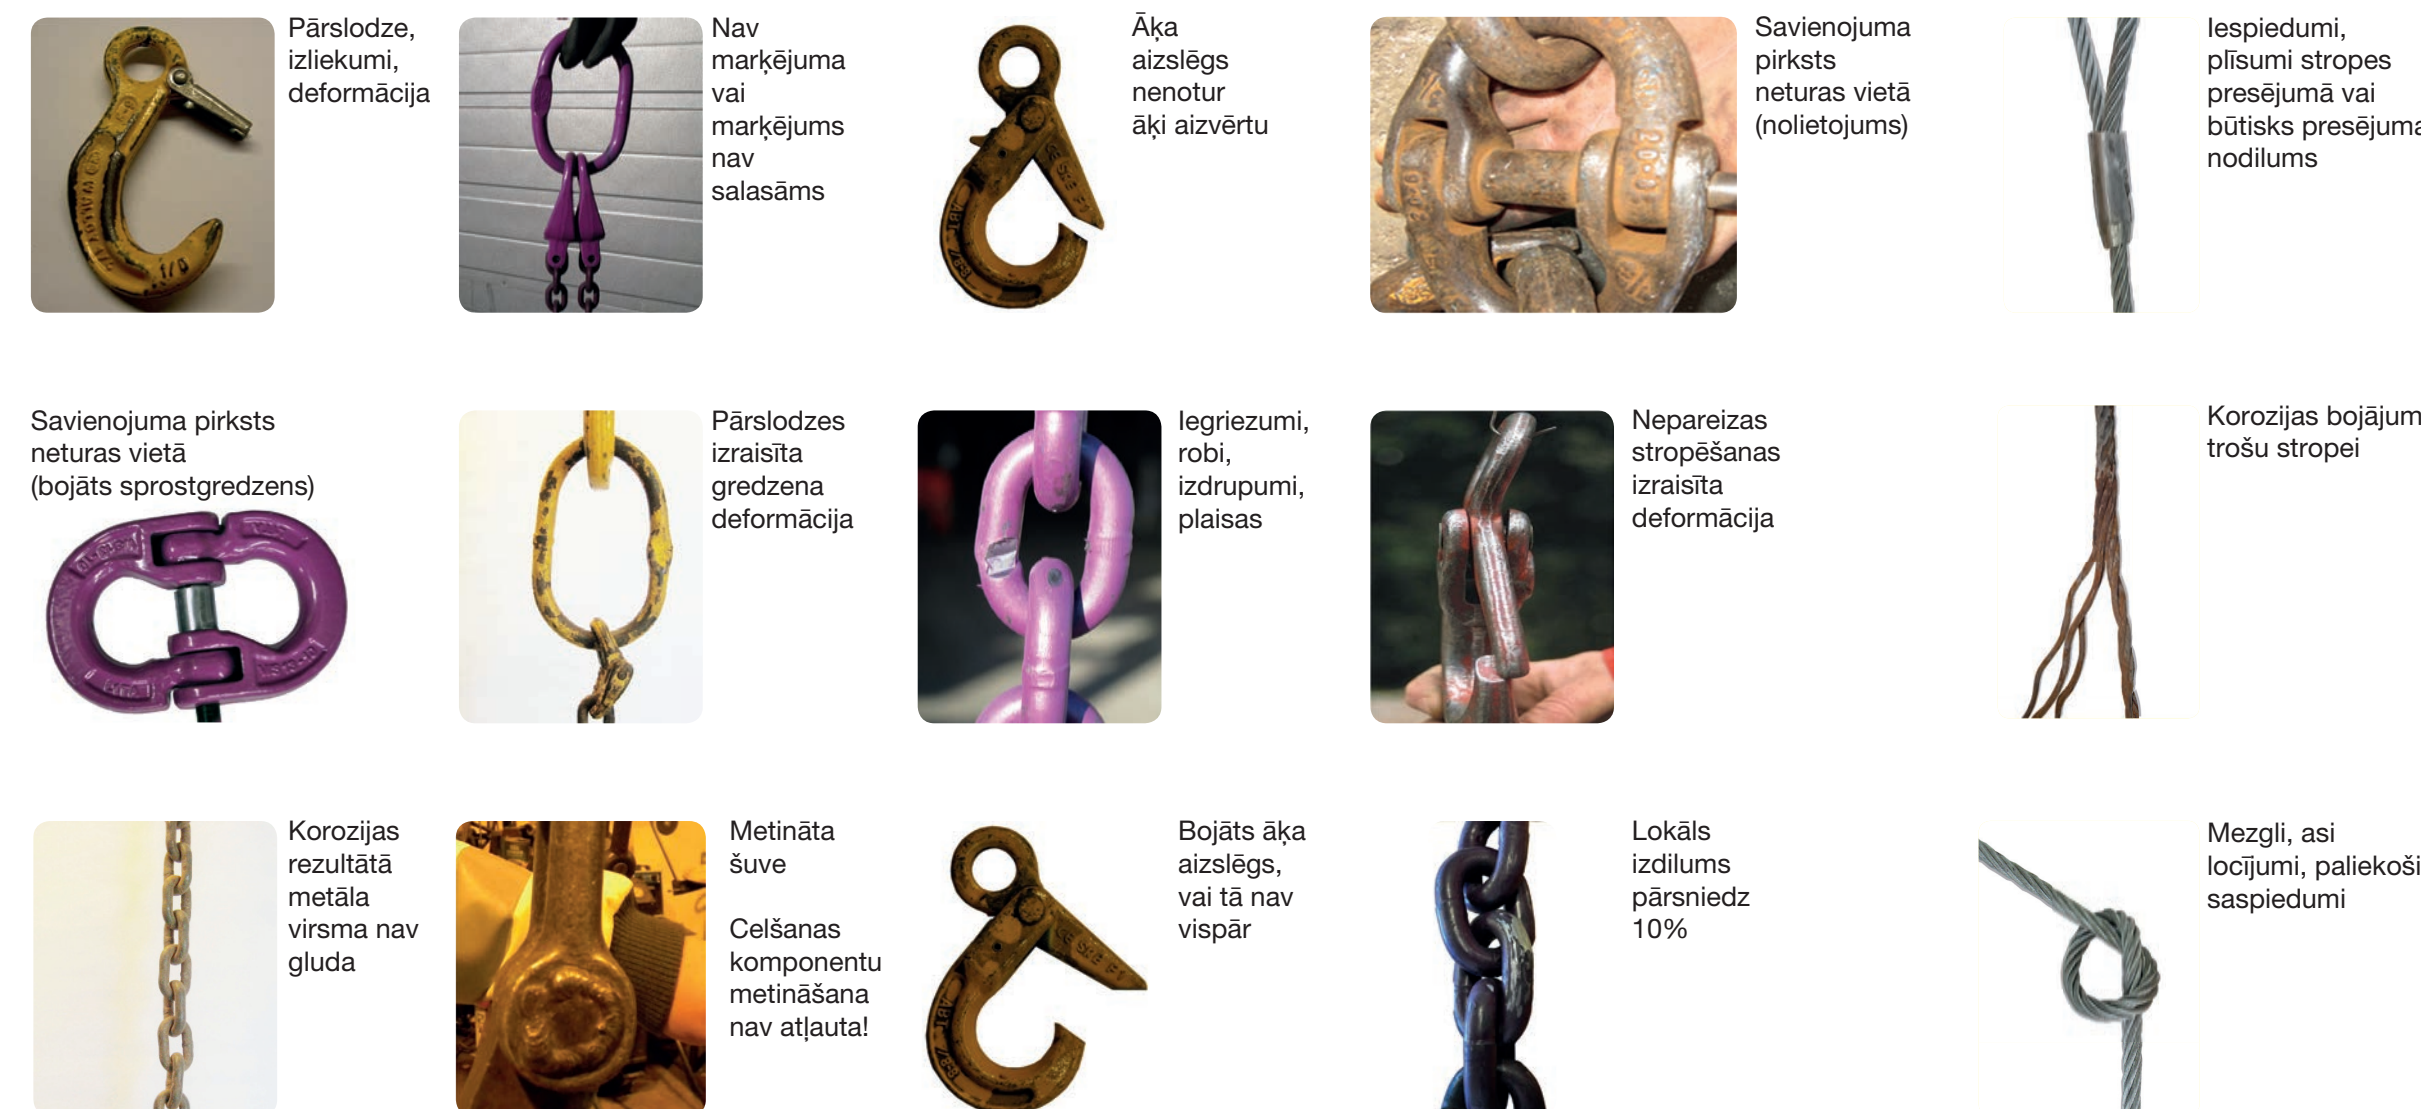 Pārslodze,
izliekumi,
deformācija
Nav
marķējuma
vai
marķējums
nav
salasāms
Āķa
aizslēgs
nenotur
āķi aizvērtu
Savienojuma
pirksts
neturas vietā
(nolietojums)
Iespiedumi,
plīsumi stropes
presējumā vai
būtisks presējuma
nodilums
Savienojuma pirksts
neturas vietā
(bojāts sprostgredzens)
Pārslodzes
izraisīta
gredzena
deformācija
Iegriezumi,
robi,
izdrupumi,
plaisas
Nepareizas
stropēšanas
izraisīta
deformācija
Korozijas bojājum
trošu stropei
Korozijas
rezultātā
metāla
virsma nav
gluda
Metināta
šuve
Celšanas
komponentu
metināšana
nav atļauta!
Bojāts āķa
aizslēgs,
vai tā nav
vispār
Lokāls
izdilums
pārsniedz
10%
Mezgli, asi
locījumi, paliekoši
saspiedumi